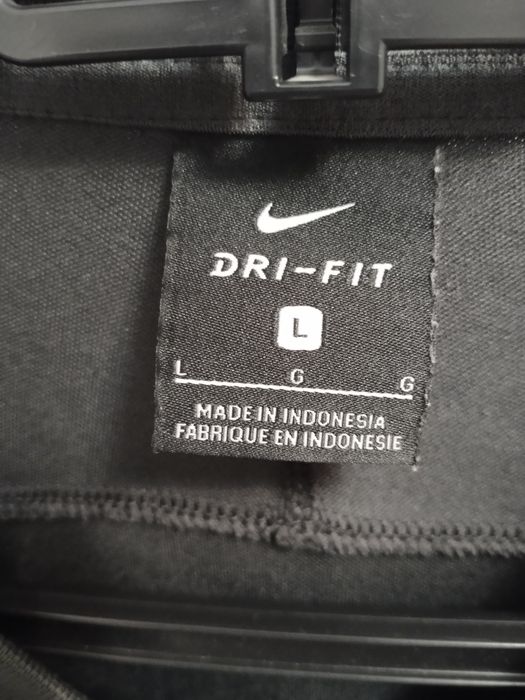 DRI-FIT
L
L G G
MADE IN INDONESIA
FABRIQUE EN INDONESIE